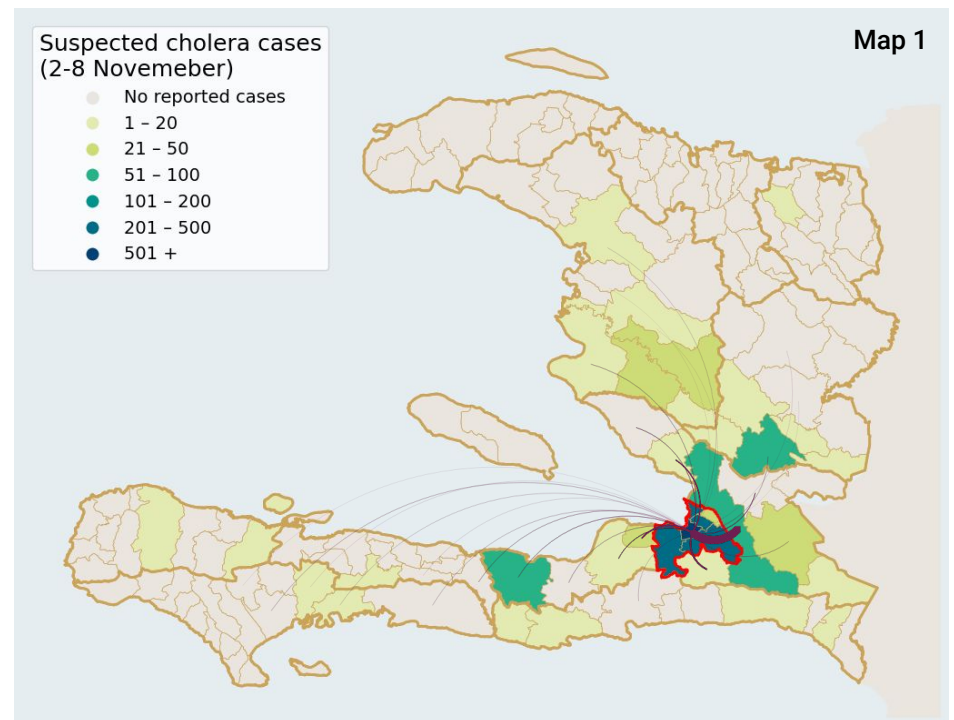 Map 1
Suspected cholera cases
(2-8 Novemeber)
No reported cases
1 – 20
21 – 50
51 – 100
101 – 200
201 – 500
501 +